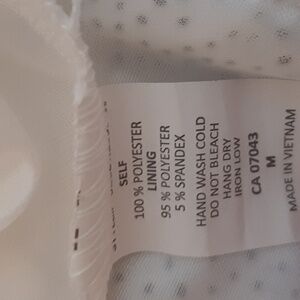 SELF
100 % POLYESTER
LINING
95 % POLYESTER
5 % SPANDEX
HAND WASH COLD
DO NOT BLEACH
HANG DRY
IRON LOW
CA 07043
M
MADE IN VIETNAM